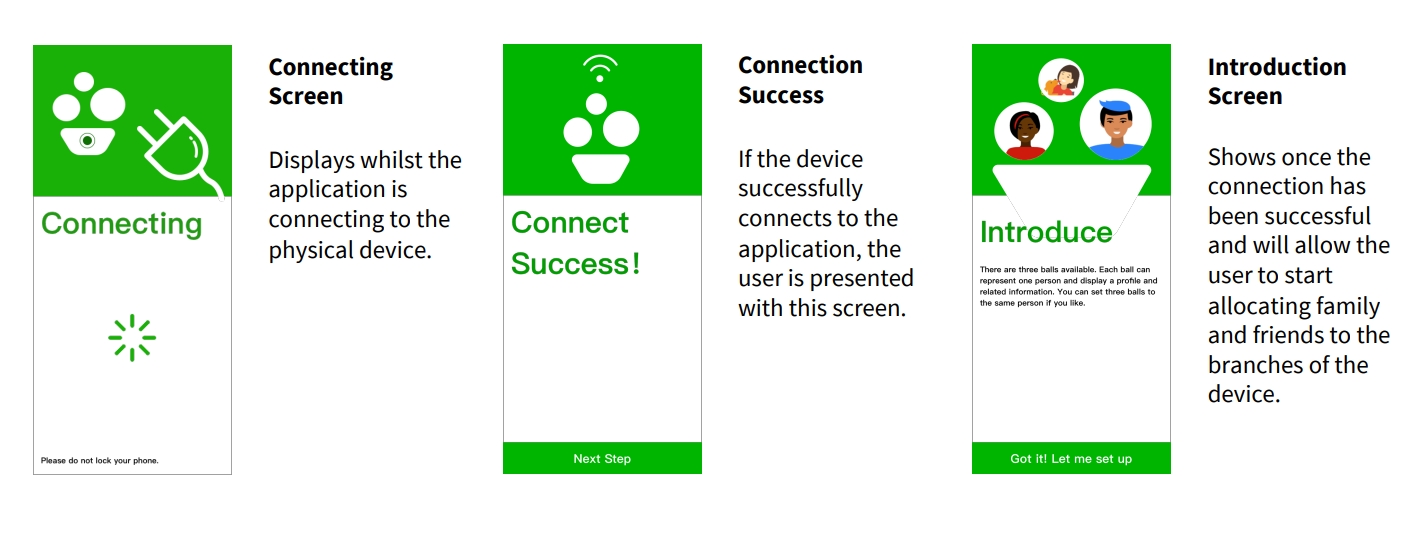 Connecting
Please do not lock your phone.
Connecting
Screen
Displays whilst the
application is
connecting to the
physical device.
Connect
Success!
Next Step
Connection
Success
If the device
successfully
connects to the
application, the
user is presented
with this screen.
Introduce
There are three balls available. Each ball can
represent one person and display a profile and
related information. You can set three balls to
the same person if you like.
Got it! Let me set up
Introduction
Screen
Shows once the
connection has
been successful
and will allow the
user to start
allocating family
and friends to the
branches of the
device.